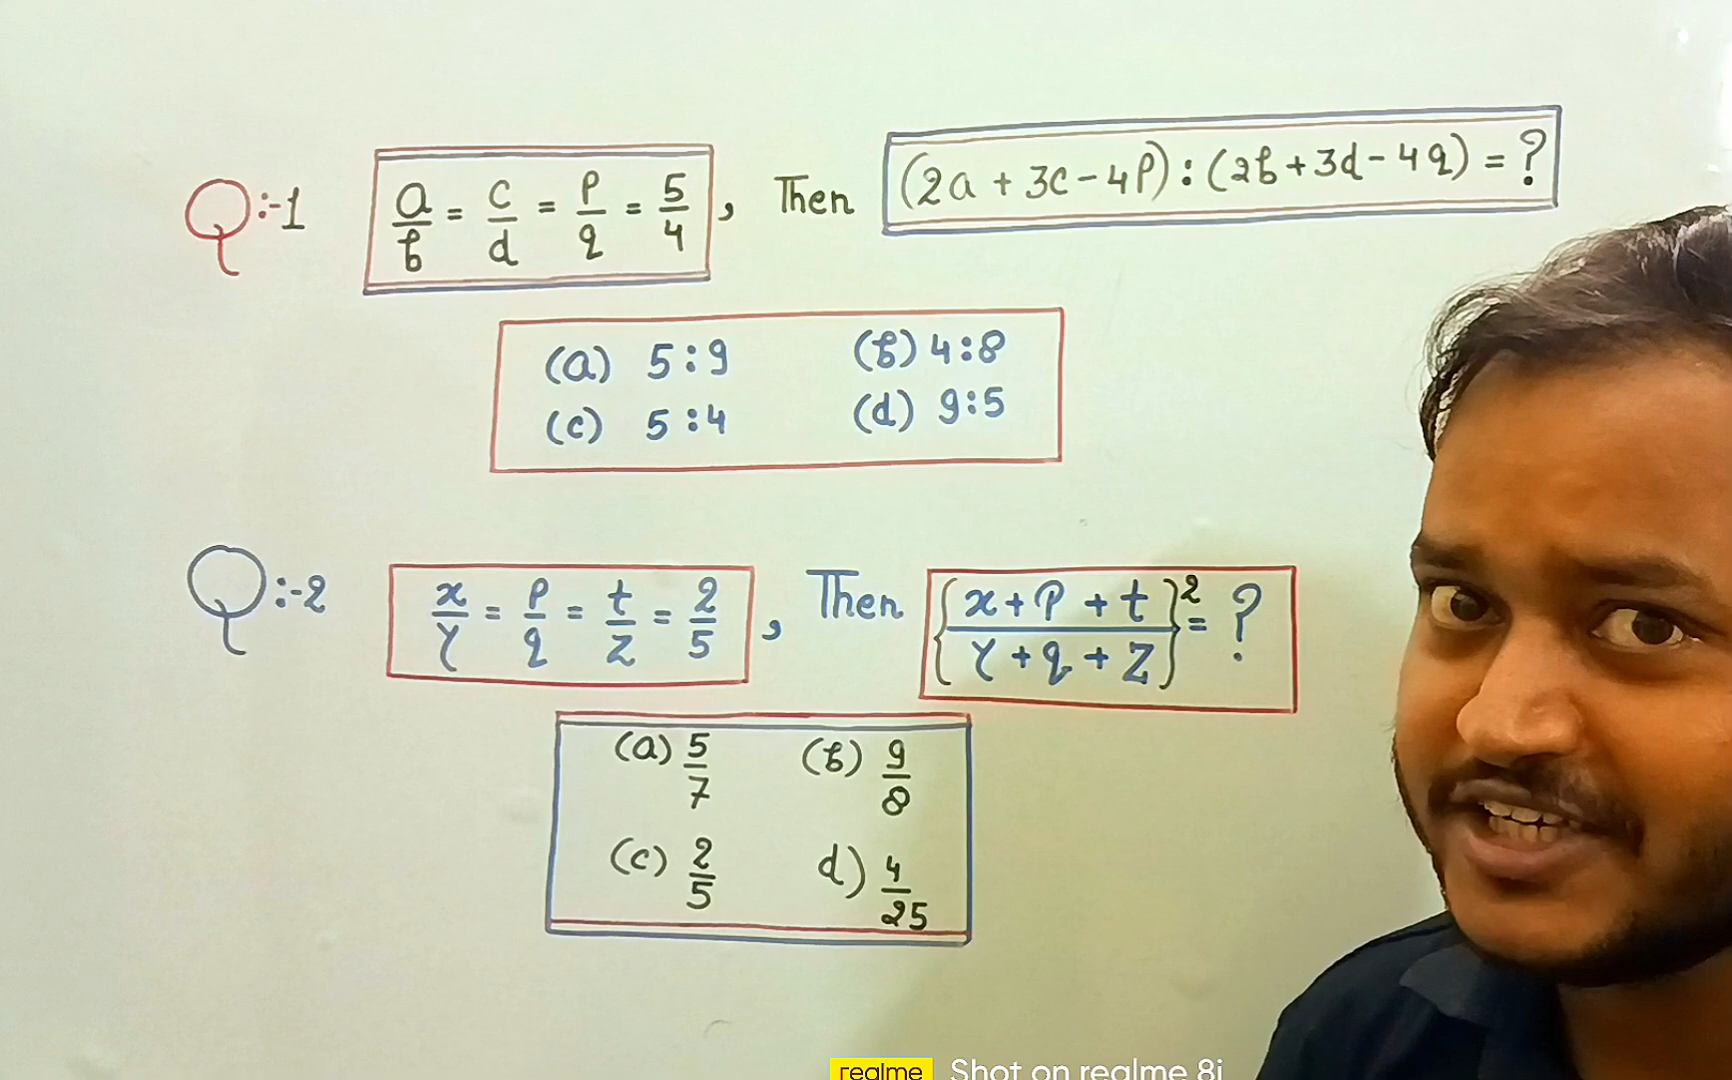 Q:-1 a/b = c/d = P/q = 5/4 , Then (2a + 3c - 4P) : (2b + 3d - 4q) = ?
(a) 5:9 (b) 4:8
(c) 5:4 (d) 9:5
Q:-2 x/Y = P/q = t/Z = 2/5 , Then {x+P+t/Y+q+Z}² = ?
(a) 5/7 (b) 9/8
(c) 2/5 d) 4/25
realme Shot on realme 8i